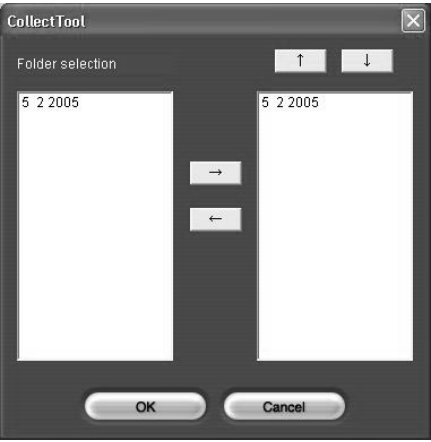 CollectTool
Folder selection
↑ ↓
5 2 2005
5 2 2005
→
←
OK
Cancel